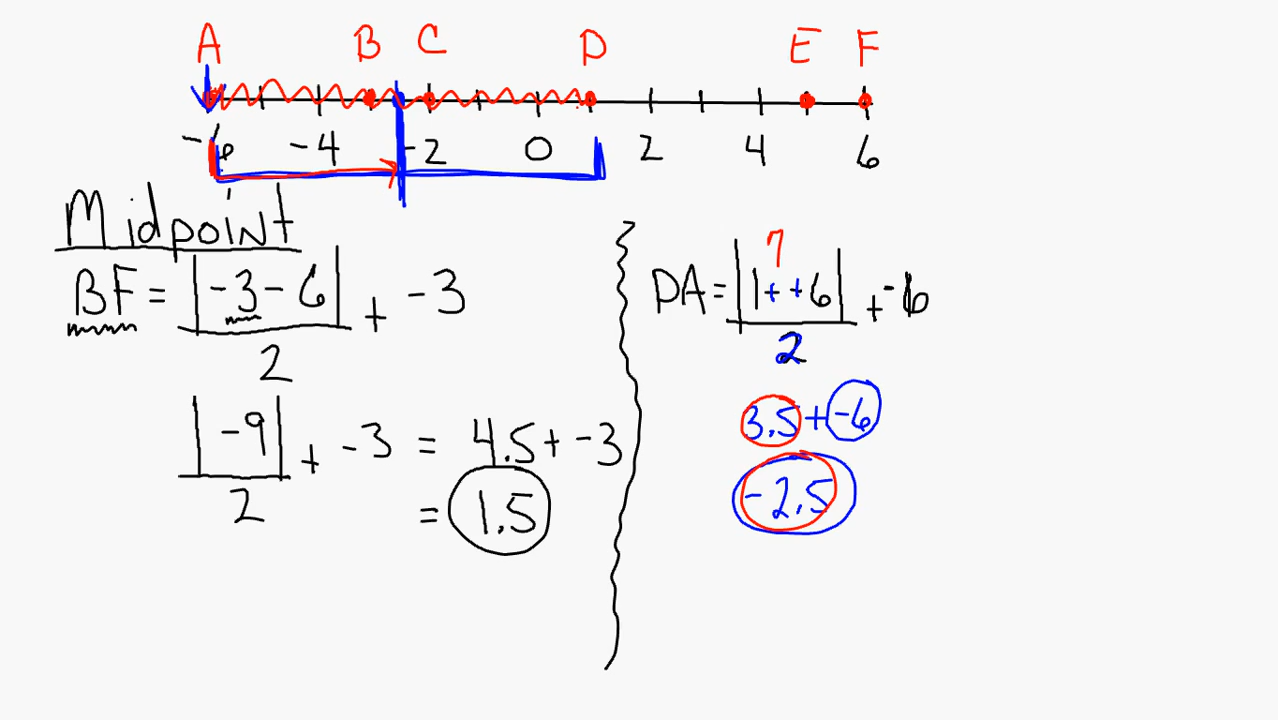 A B C D E F
-6 -4 -2 0 2 4 6
Midpoint
BF = |-3 - 6| + -3
2
|-9| + -3 = 4.5 + -3
2
= 1.5
7
DA = |1 + +6| + -6
2
3.5 + -6
-2.5